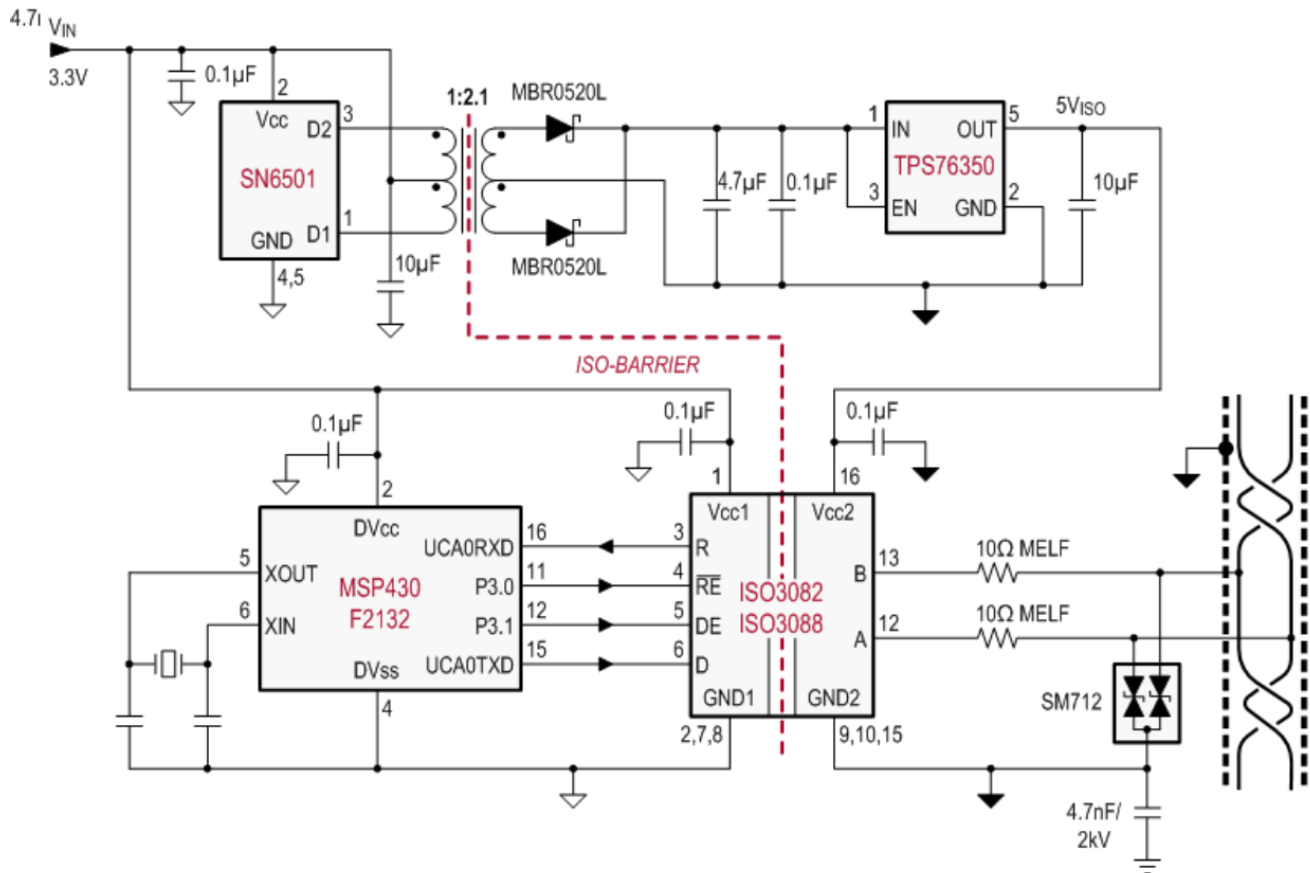 4.7I
VIN
3.3V
0.1µF
2
Vcc
D2
3
SN6501
GND
D1
1
4,5
10µF
1:2.1
MBR0520L
MBR0520L
4.7µF
0.1µF
1
IN
OUT
5
TPS76350
3
EN
GND
2
5VISO
10µF
ISO-BARRIER
0.1µF
0.1µF
0.1µF
2
DVcc
5
XOUT
6
XIN
MSP430
F2132
UCA0RXD
16
P3.0
11
P3.1
12
UCA0TXD
15
DVss
4
1
16
Vcc1
Vcc2
3
R
4
RE
5
DE
6
D
ISO3082
ISO3088
B
13
A
12
GND1
GND2
2,7,8
9,10,15
10Ω MELF
10Ω MELF
SM712
4.7nF/
2kV